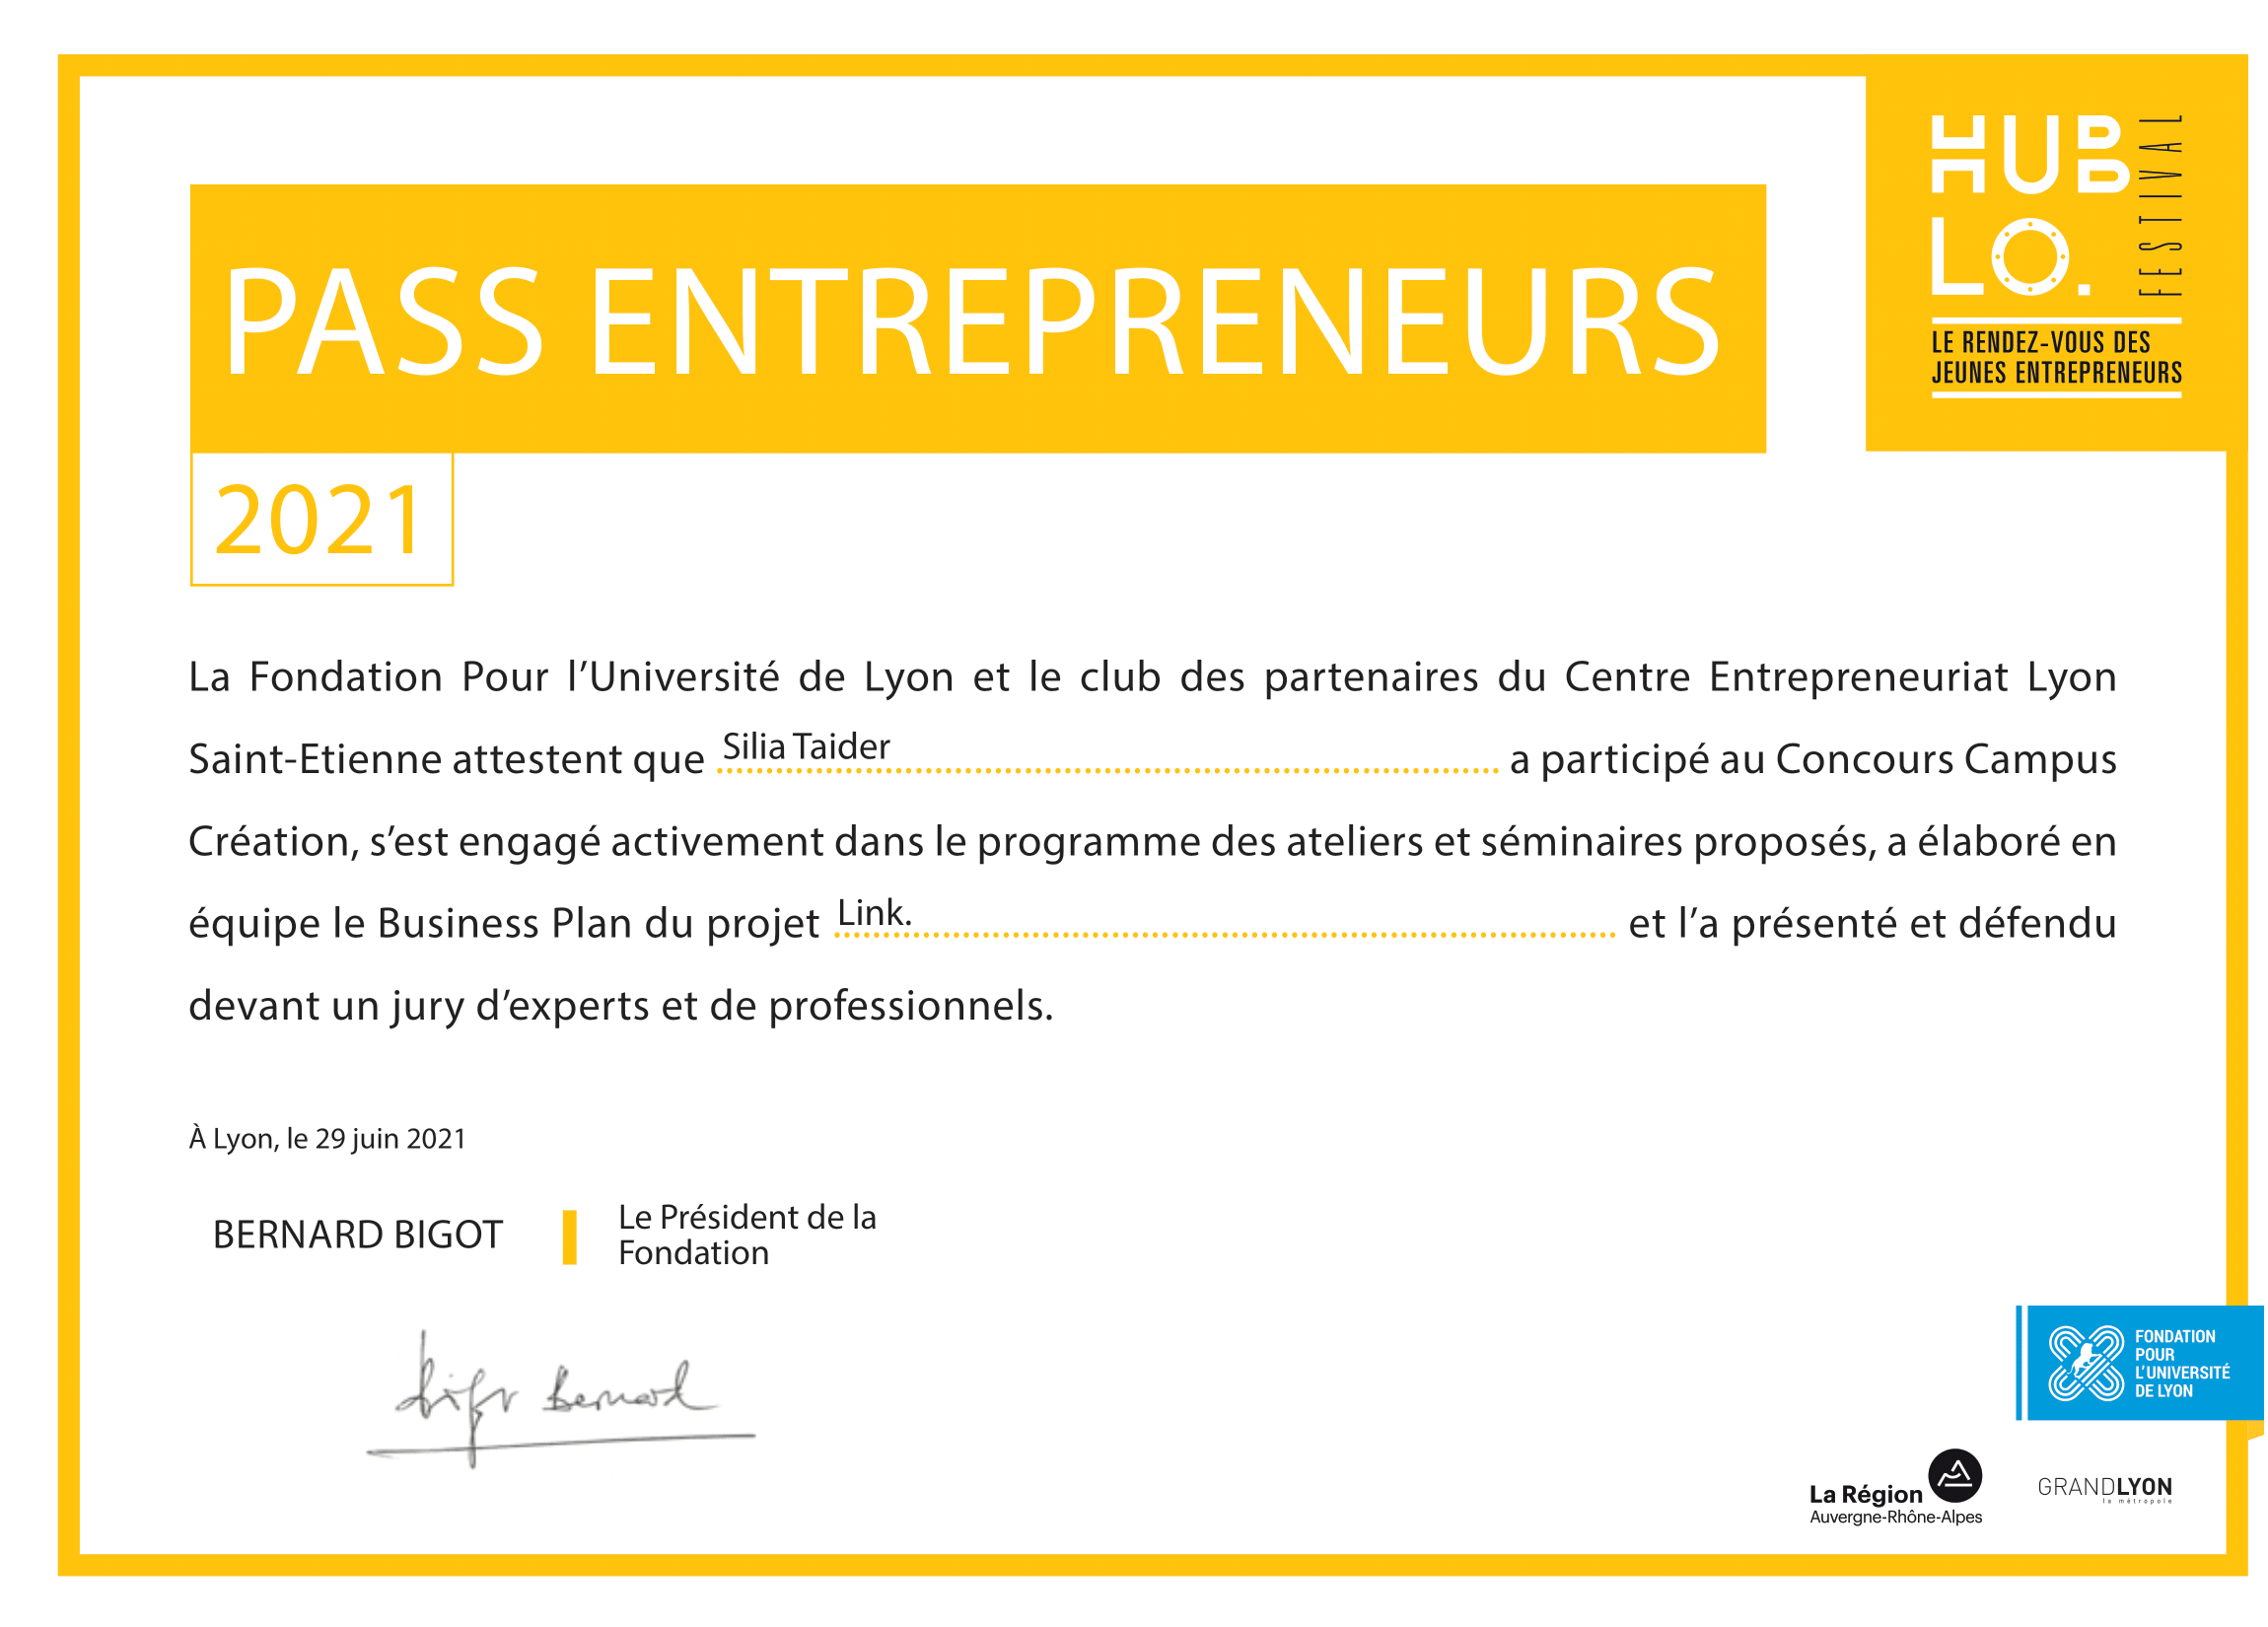 HUB
LO.
FESTIVAL
LE RENDEZ-VOUS DES
JEUNES ENTREPRENEURS
PASS ENTREPRENEURS
2021
La Fondation Pour l’Université de Lyon et le club des partenaires du Centre Entrepreneuriat Lyon
Saint-Etienne attestent que Silia Taider a participé au Concours Campus
Création, s’est engagé activement dans le programme des ateliers et séminaires proposés, a élaboré en
équipe le Business Plan du projet Link. et l’a présenté et défendu
devant un jury d’experts et de professionnels.
À Lyon, le 29 juin 2021
BERNARD BIGOT
Le Président de la
Fondation
Bigot Bernard
FONDATION
POUR
L’UNIVERSITÉ
DE LYON
La Région
Auvergne-Rhône-Alpes
GRANDLYON
la métropole